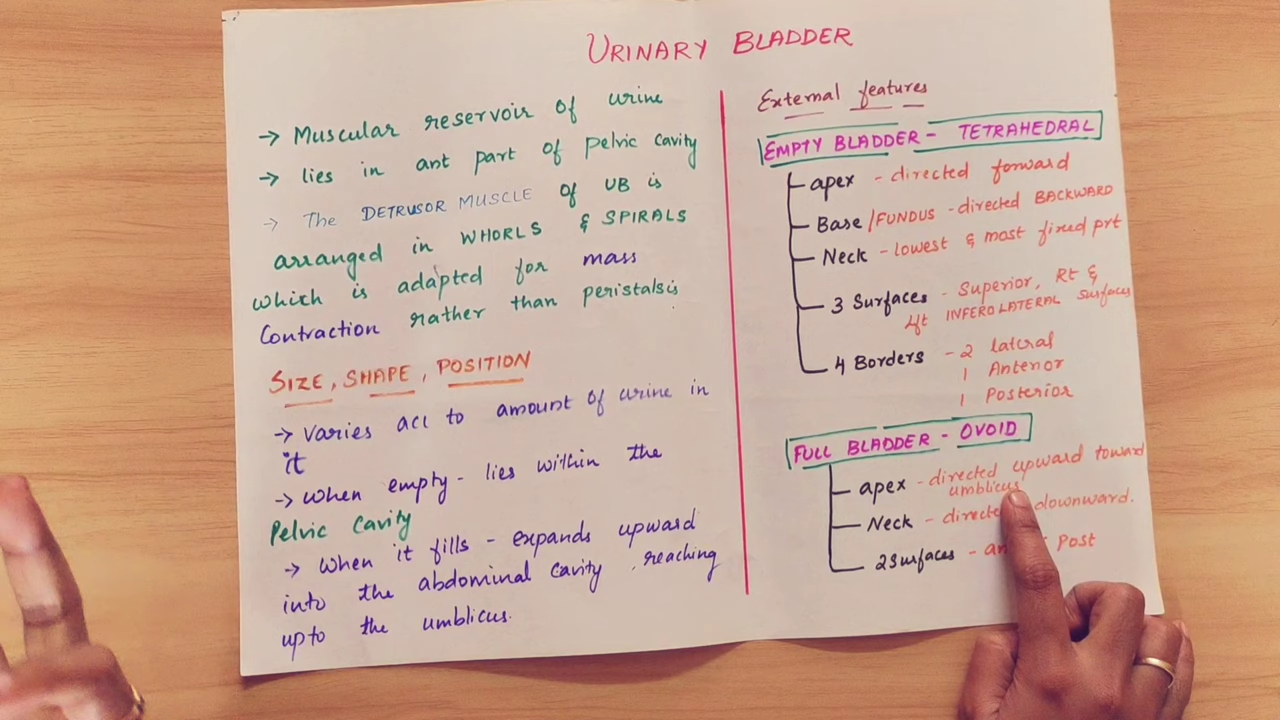 URINARY BLADDER
→ Muscular reservoir of urine
→ lies in ant part of pelvic cavity
→ The DETRUSOR MUSCLE of UB is
arranged in WHORLS & SPIRALS
which is adapted for mass
Contraction rather than peristalsis
SIZE, SHAPE, POSITION
→ varies acc to amount of urine in
it
→ when empty - lies within the
Pelvic Cavity
→ When it fills - expands upward
into the abdominal cavity, reaching
upto the umblicus.
External features
EMPTY BLADDER - TETRAHEDRAL
apex - directed forward
Base/FUNDUS - directed BACKWARD
Neck - lowest & most fixed prt
3 Surfaces - Superior, Rt &
Lft INFEROLATERAL surfaces
4 Borders - 2 lateral
1 Anterior
1 Posterior
FULL BLADDER - OVOID
apex - directed upward toward
umblicus
Neck - directe downward.
2 Surfaces - an Post